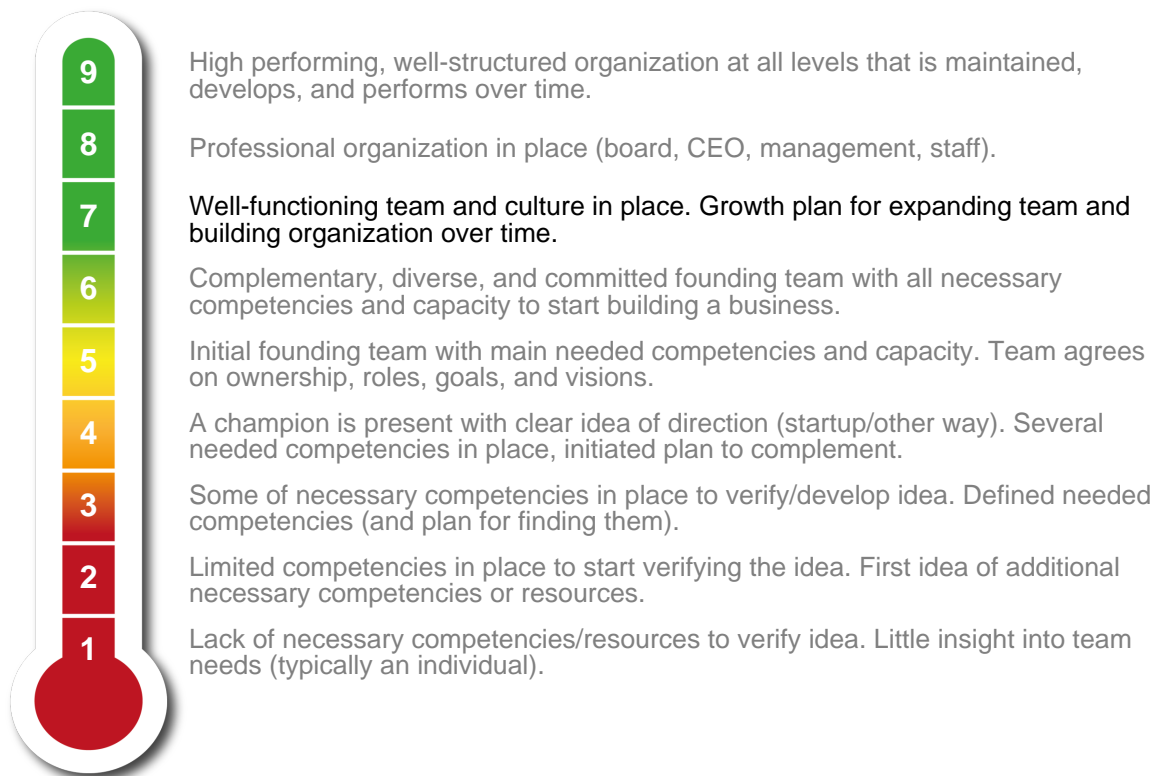 9
High performing, well-structured organization at all levels that is maintained,
develops, and performs over time.
8
Professional organization in place (board, CEO, management, staff).
7
Well-functioning team and culture in place. Growth plan for expanding team and
building organization over time.
6
Complementary, diverse, and committed founding team with all necessary
competencies and capacity to start building a business.
5
Initial founding team with main needed competencies and capacity. Team agrees
on ownership, roles, goals, and visions.
4
A champion is present with clear idea of direction (startup/other way). Several
needed competencies in place, initiated plan to complement.
3
Some of necessary competencies in place to verify/develop idea. Defined needed
competencies (and plan for finding them).
2
Limited competencies in place to start verifying the idea. First idea of additional
necessary competencies or resources.
1
Lack of necessary competencies/resources to verify idea. Little insight into team
needs (typically an individual).